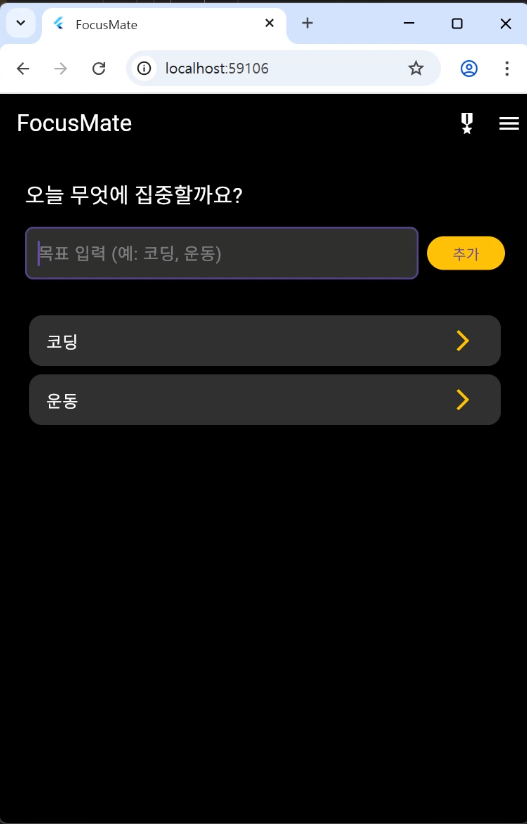 FocusMate
localhost:59106
FocusMate
오늘 무엇에 집중할까요?
목표 입력 (예: 코딩, 운동)
추가
코딩
운동